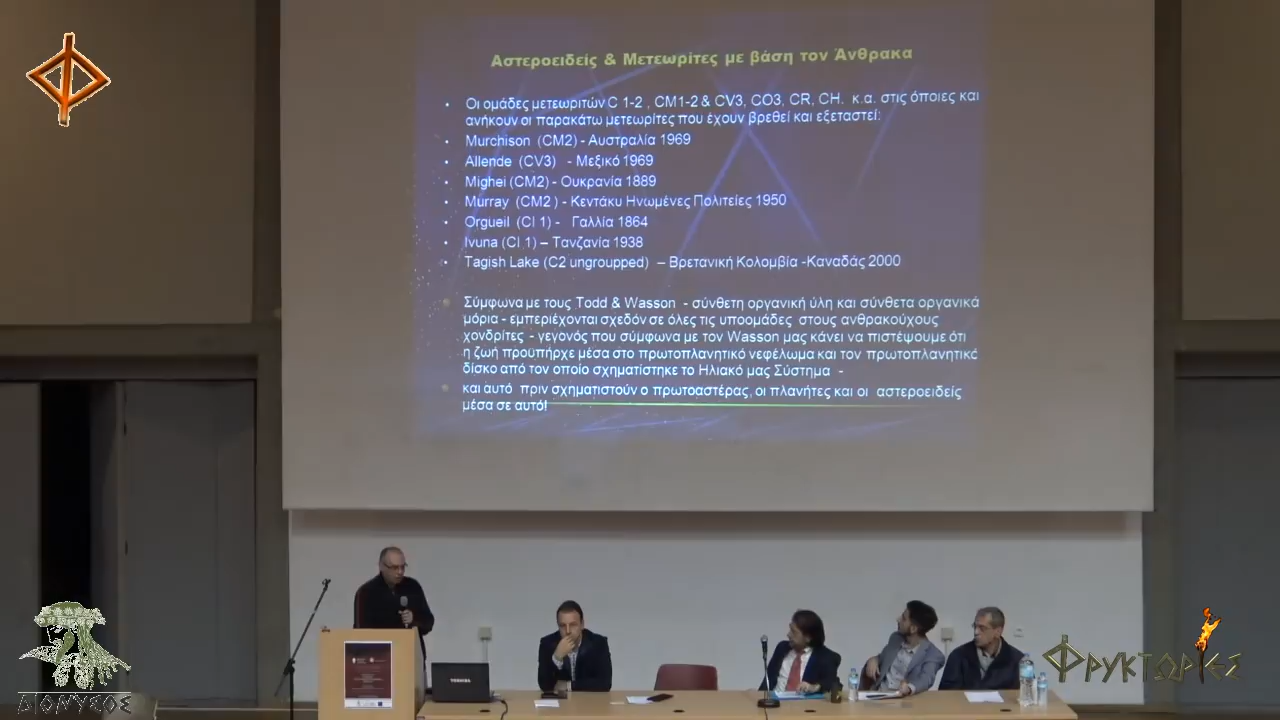 Αστεροειδείς & Μετεωρίτες με βάση τον Άνθρακα
• Οι ομάδες μετεωριτών C 1-2 , CM1-2 & CV3, CO3, CR, CH. κ.α. στις όποιες και
ανήκουν οι παρακάτω μετεωρίτες που έχουν βρεθεί και εξεταστεί:
• Murchison (CM2) - Αυστραλία 1969
• Allende (CV3) - Μεξικό 1969
• Mighei (CM2) - Ουκρανία 1889
• Murray (CM2 ) - Κεντάκυ Ηνωμένες Πολιτείες 1950
• Orgueil (CI 1) - Γαλλία 1864
• Ivuna (CI 1) – Τανζανία 1938
• Tagish Lake (C2 ungroupped) – Βρετανική Κολομβία -Καναδάς 2000
• Σύμφωνα με τους Todd & Wasson - σύνθετη οργανική ύλη και σύνθετα οργανικά
μόρια - εμπεριέχονται σχεδόν σε όλες τις υποομάδες στους ανθρακούχους
χονδρίτες - γεγονός που σύμφωνα με τον Wasson μας κάνει να πιστέψουμε ότι
η ζωή προϋπήρχε μέσα στο πρωτοπλανητικό νεφέλωμα και τον πρωτοπλανητικό
δίσκο από τον οποίο σχηματίστηκε το Ηλιακό μας Σύστημα -
• και αυτό πριν σχηματιστούν ο πρωτοαστέρας, οι πλανήτες και οι αστεροειδείς
μέσα σε αυτό!
TOSHIBA
ΔΙΟΝΥΣΟΣ
ΦΡΥΚΤΩΡΙΕΣ